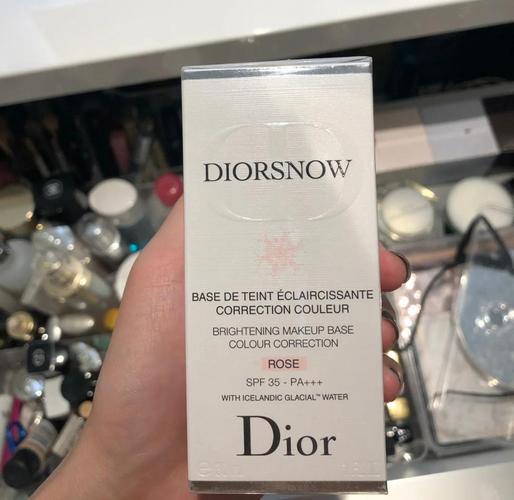 DIORSNOW
BASE DE TEINT ÉCLAIRCISSANTE
CORRECTION COULEUR
BRIGHTENING MAKEUP BASE
COLOUR CORRECTION
ROSE
SPF 35 - PA+++
WITH ICELANDIC GLACIAL™ WATER
Dior